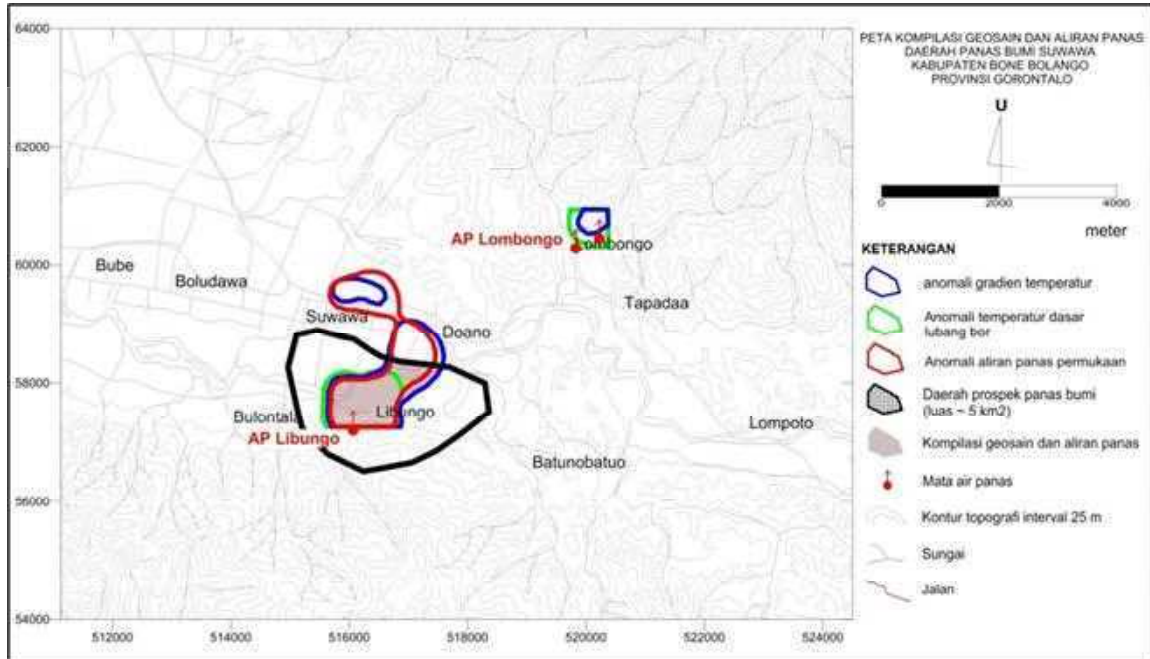 PETA KOMPILASI GEOSAIN DAN ALIRAN PANAS
DAERAH PANAS BUMI SUWAWA
KABUPATEN BONE BOLANGO
PROVINSI GORONTALO
U
0 2000 4000
meter
KETERANGAN
anomali gradien temperatur
Anomali temperatur dasar
lubang bor
Anomali aliran panas permukaan
Daerah prospek panas bumi
(luas ~ 5 km2)
Kompilasi geosain dan aliran panas
Mata air panas
Kontur topografi interval 25 m
Sungai
Jalan
64000
62000
60000
58000
56000
54000
512000 514000 516000 518000 520000 522000 524000
AP Lombongo
Lombongo
Bube
Boludawa
Tapadaa
Suwawa
Doano
Bulontala
Libungo
AP Libungo
Lompoto
Batunobatuo